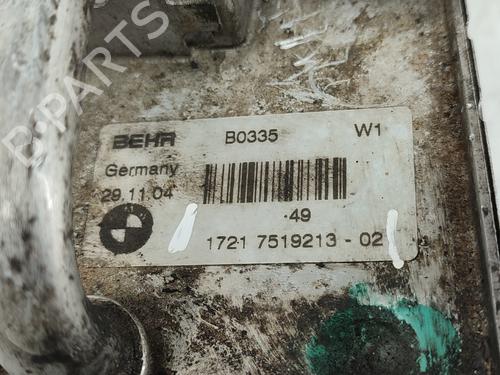 B-PARTS
BEHR B0335 W1
Germany
29.11.04
·49
1721 7519213 - 02